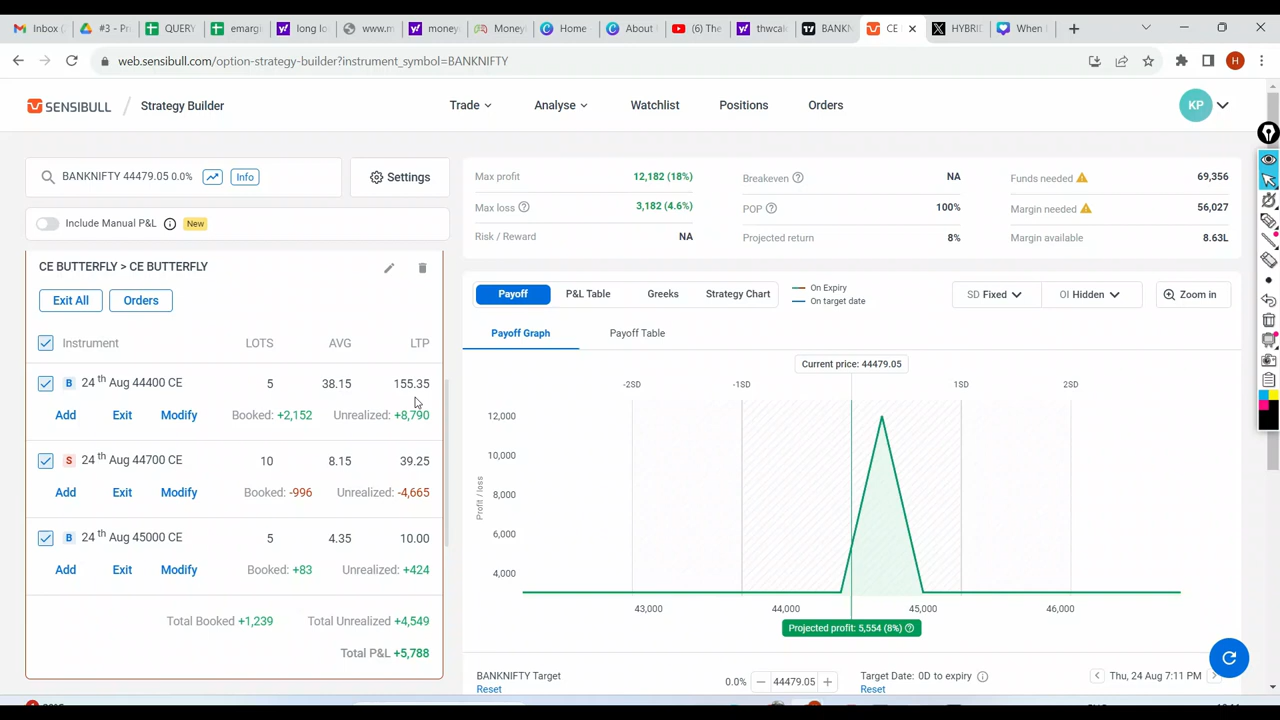 Inbox (
#3 - Pr
QUERY
emargin
long lo
www.m
money
Moneyi
Home
About
(6) The
thwcak
BANKN
CE
HYBRI
When I
web.sensibull.com/option-strategy-builder?instrument_symbol=BANKNIFTY
H
SENSIBULL
Strategy Builder
Trade
Analyse
Watchlist
Positions
Orders
KP
BANKNIFTY 44479.05 0.0%
Info
Settings
Include Manual P&L
New
CE BUTTERFLY > CE BUTTERFLY
Exit All
Orders
Instrument
LOTS
AVG
LTP
B 24 th Aug 44400 CE 5 38.15 155.35
Add Exit Modify Booked: +2,152 Unrealized: +8,790
S 24 th Aug 44700 CE 10 8.15 39.25
Add Exit Modify Booked: -996 Unrealized: -4,665
B 24 th Aug 45000 CE 5 4.35 10.00
Add Exit Modify Booked: +83 Unrealized: +424
Total Booked +1,239 Total Unrealized +4,549
Total P&L +5,788
Max profit 12,182 (18%)
Max loss 3,182 (4.6%)
Risk / Reward NA
Breakeven NA
POP 100%
Projected return 8%
Funds needed 69,356
Margin needed 56,027
Margin available 8.63L
Payoff
P&L Table
Greeks
Strategy Chart
On Expiry
On target date
SD Fixed
OI Hidden
Zoom in
Payoff Graph
Payoff Table
Current price: 44479.05
-2SD
-1SD
1SD
2SD
12,000
10,000
8,000
6,000
4,000
Profit / loss
43,000
44,000
45,000
46,000
Projected profit: 5,554 (8%)
BANKNIFTY Target
Reset
0.0%
44479.05
Target Date: 0D to expiry
Reset
Thu, 24 Aug 7:11 PM